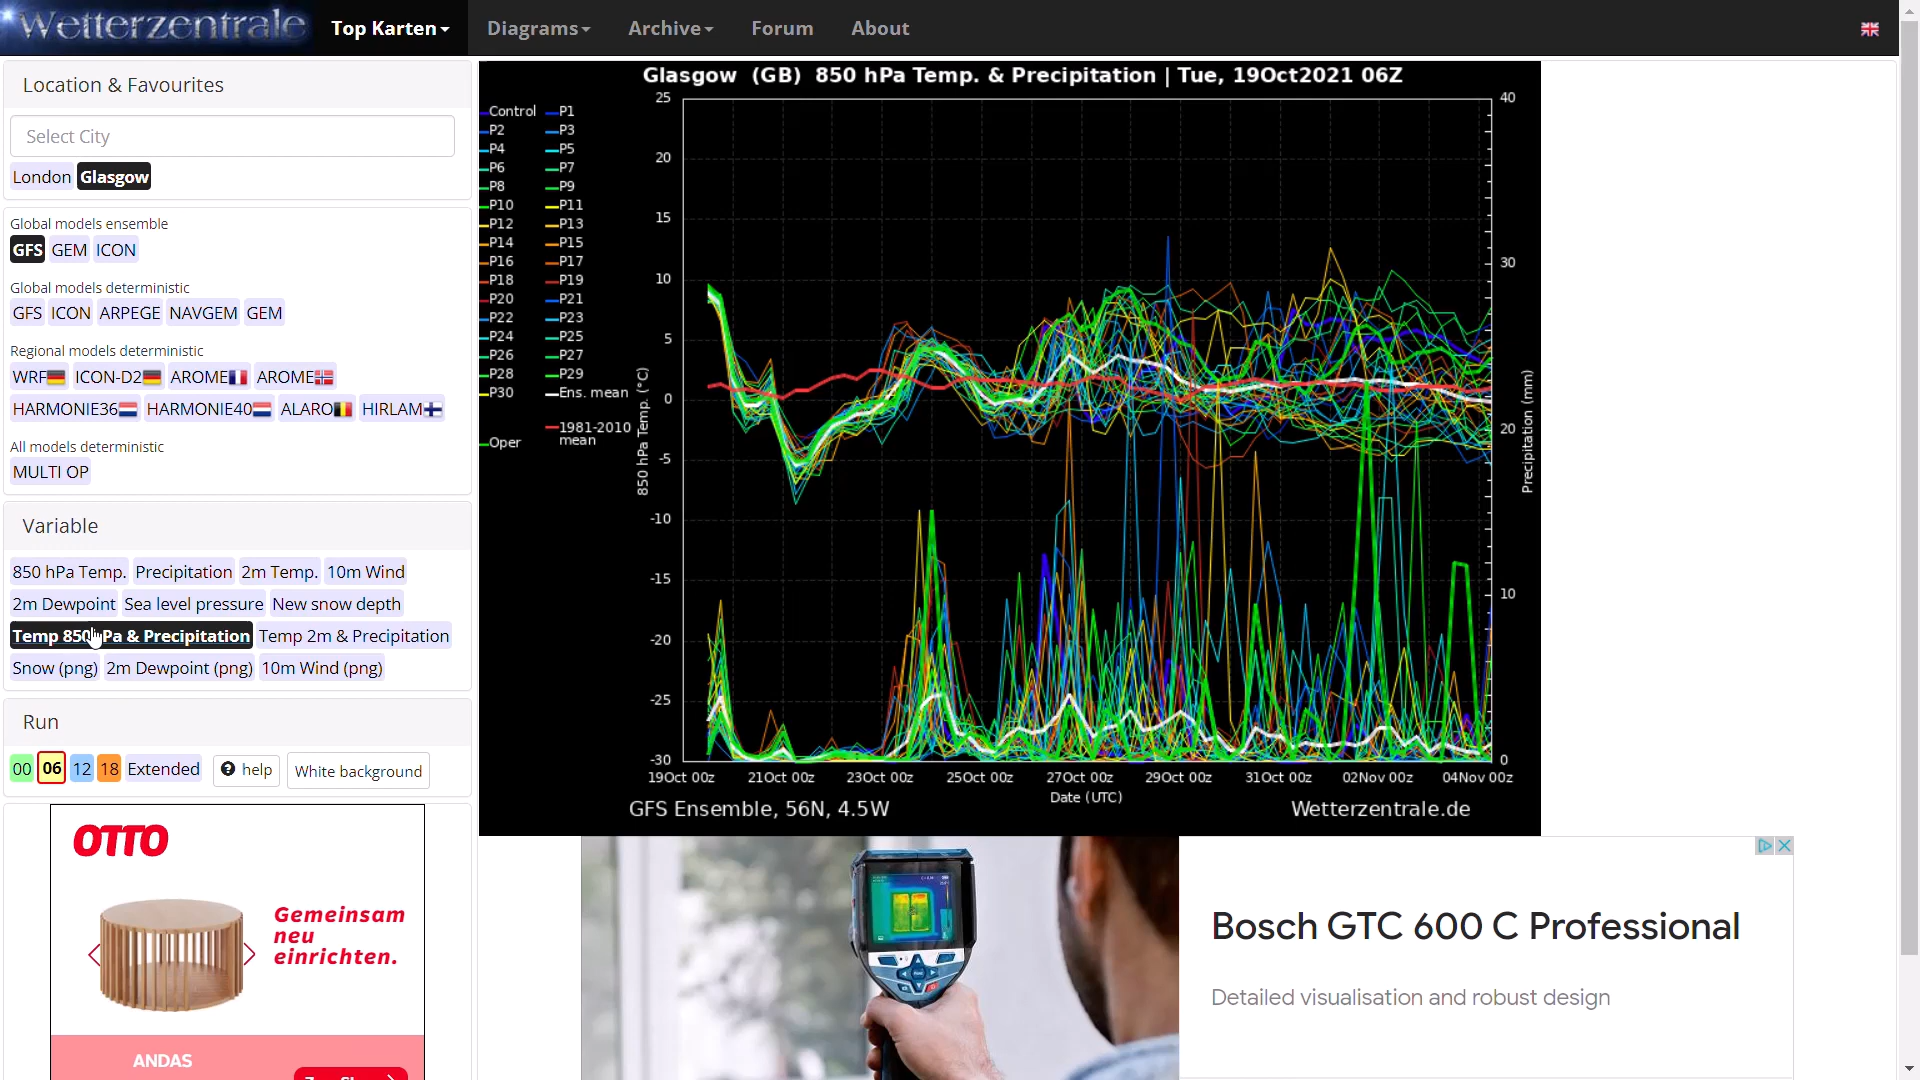 Wetterzentrale
Top Karten
Diagrams
Archive
Forum
About
Location & Favourites
Select City
London Glasgow
Global models ensemble
GFS GEM ICON
Global models deterministic
GFS ICON ARPEGE NAVGEM GEM
Regional models deterministic
WRF ICON-D2 AROME AROME
HARMONIE36 HARMONIE40 ALARO HIRLAM
All models deterministic
MULTI OP
Variable
850 hPa Temp. Precipitation 2m Temp. 10m Wind
2m Dewpoint Sea level pressure New snow depth
Temp 850 hPa & Precipitation Temp 2m & Precipitation
Snow (png) 2m Dewpoint (png) 10m Wind (png)
Run
00 06 12 18 Extended help White background
OTTO
Gemeinsam
neu
einrichten.
ANDAS
Glasgow (GB) 850 hPa Temp. & Precipitation | Tue, 19Oct2021 06Z
Control P1
P2 P3
P4 P5
P6 P7
P8 P9
P10 P11
P12 P13
P14 P15
P16 P17
P18 P19
P20 P21
P22 P23
P24 P25
P26 P27
P28 P29
P30 Ens. mean
Oper 1981-2010
mean
850 hPa Temp. (°C)
25
20
15
10
5
0
-5
-10
-15
-20
-25
-30
40
30
20
10
0
Precipitation (mm)
19Oct 00z 21Oct 00z 23Oct 00z 25Oct 00z 27Oct 00z 29Oct 00z 31Oct 00z 02Nov 00z 04Nov 00z
Date (UTC)
GFS Ensemble, 56N, 4.5W
Wetterzentrale.de
Bosch GTC 600 C Professional
Detailed visualisation and robust design